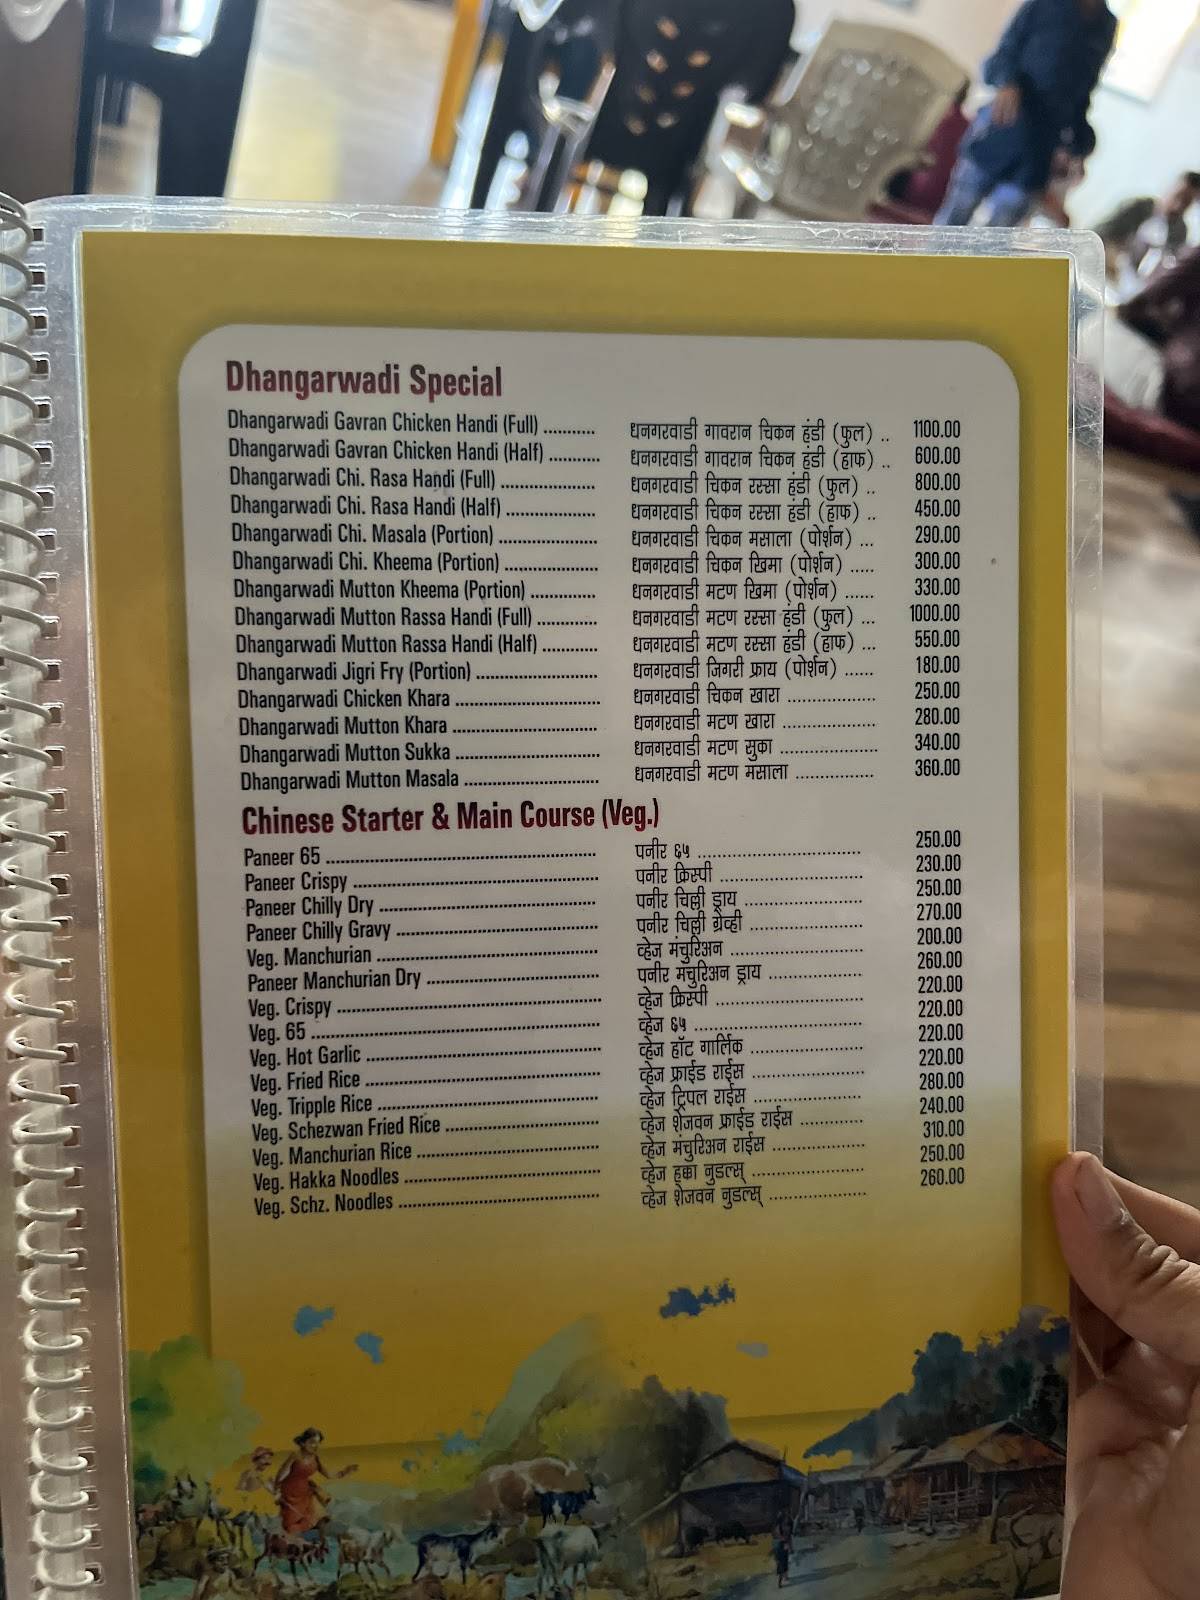 Dhangarwadi Special
Dhangarwadi Gavran Chicken Handi (Full) ........... धनगरवाडी गावरान चिकन हंडी (फुल) .. 1100.00
Dhangarwadi Gavran Chicken Handi (Half) ........... धनगरवाडी गावरान चिकन हंडी (हाफ) .. 600.00
Dhangarwadi Chi. Rasa Handi (Full) .................... धनगरवाडी चिकन रस्सा हंडी (फुल) .. 800.00
Dhangarwadi Chi. Rasa Handi (Half) ................... धनगरवाडी चिकन रस्सा हंडी (हाफ) .. 450.00
Dhangarwadi Chi. Masala (Portion) ..................... धनगरवाडी चिकन मसाला (पोर्शन) ... 290.00
Dhangarwadi Chi. Kheema (Portion) .................... धनगरवाडी चिकन खिमा (पोर्शन) ..... 300.00
Dhangarwadi Mutton Kheema (Portion) .............. धनगरवाडी मटण खिमा (पोर्शन) ...... 330.00
Dhangarwadi Mutton Rassa Handi (Full) ............. धनगरवाडी मटण रस्सा हंडी (फुल) ... 1000.00
Dhangarwadi Mutton Rassa Handi (Half) ............ धनगरवाडी मटण रस्सा हंडी (हाफ) ... 550.00
Dhangarwadi Jigri Fry (Portion) .......................... धनगरवाडी जिगरी फ्राय (पोर्शन) ...... 180.00
Dhangarwadi Chicken Khara ............................... धनगरवाडी चिकन खारा .................. 250.00
Dhangarwadi Mutton Khara ................................ धनगरवाडी मटण खारा ................... 280.00
Dhangarwadi Mutton Sukka ............................... धनगरवाडी मटण सुका .................... 340.00
Dhangarwadi Mutton Masala ............................. धनगरवाडी मटण मसाला ................ 360.00
Chinese Starter & Main Course (Veg.)
Paneer 65 .......................................................... पनीर ६५ ................................. 250.00
Paneer Crispy .................................................... पनीर क्रिस्पी ............................. 230.00
Paneer Chilly Dry ............................................... पनीर चिल्ली ड्राय ........................ 250.00
Paneer Chilly Gravy ........................................... पनीर चिल्ली ग्रेव्ही ....................... 270.00
Veg. Manchurian ............................................... व्हेज मंचुरिअन ........................... 200.00
Paneer Manchurian Dry ..................................... पनीर मंचुरिअन ड्राय ................... 260.00
Veg. Crispy ........................................................ व्हेज क्रिस्पी .............................. 220.00
Veg. 65 ............................................................. व्हेज ६५ .................................. 220.00
Veg. Hot Garlic .................................................. व्हेज हॉट गार्लिक ....................... 220.00
Veg. Fried Rice .................................................. व्हेज फ्राईड राईस ....................... 220.00
Veg. Tripple Rice ............................................... व्हेज ट्रिपल राईस ...................... 280.00
Veg. Schezwan Fried Rice ................................. व्हेज शेजवन फ्राईड राईस ............. 240.00
Veg. Manchurian Rice ....................................... व्हेज मंचुरिअन राईस ................... 310.00
Veg. Hakka Noodles .......................................... व्हेज हक्का नुडल्स् ....................... 250.00
Veg. Schz. Noodles ........................................... व्हेज शेजवन नुडल्स् .................... 260.00